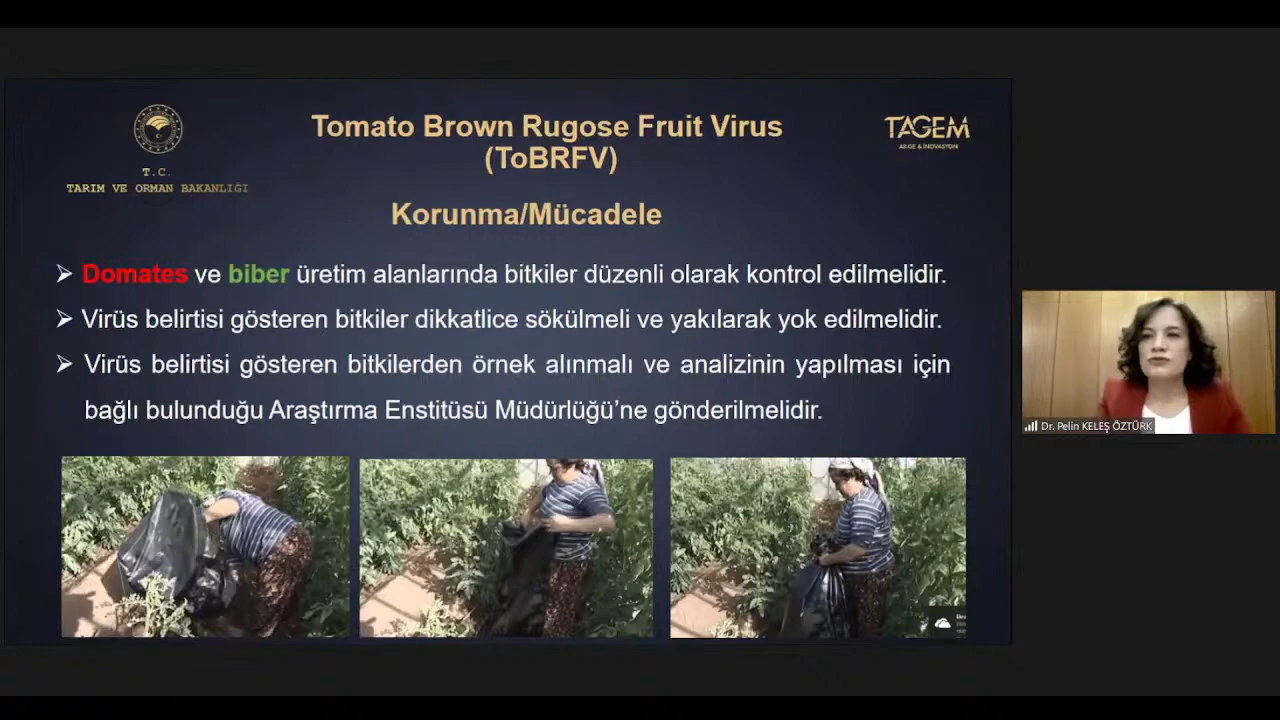 Tomato Brown Rugose Fruit Virus
(ToBRFV)
TAGEM
AR-GE & İNOVASYON
T.C.
TARIM VE ORMAN BAKANLIĞI
Korunma/Mücadele
➢ Domates ve biber üretim alanlarında bitkiler düzenli olarak kontrol edilmelidir.
➢ Virüs belirtisi gösteren bitkiler dikkatlice sökülmeli ve yakılarak yok edilmelidir.
➢ Virüs belirtisi gösteren bitkilerden örnek alınmalı ve analizinin yapılması için
bağlı bulunduğu Araştırma Enstitüsü Müdürlüğü’ne gönderilmelidir.
Dr. Pelin KELEŞ ÖZTÜRK